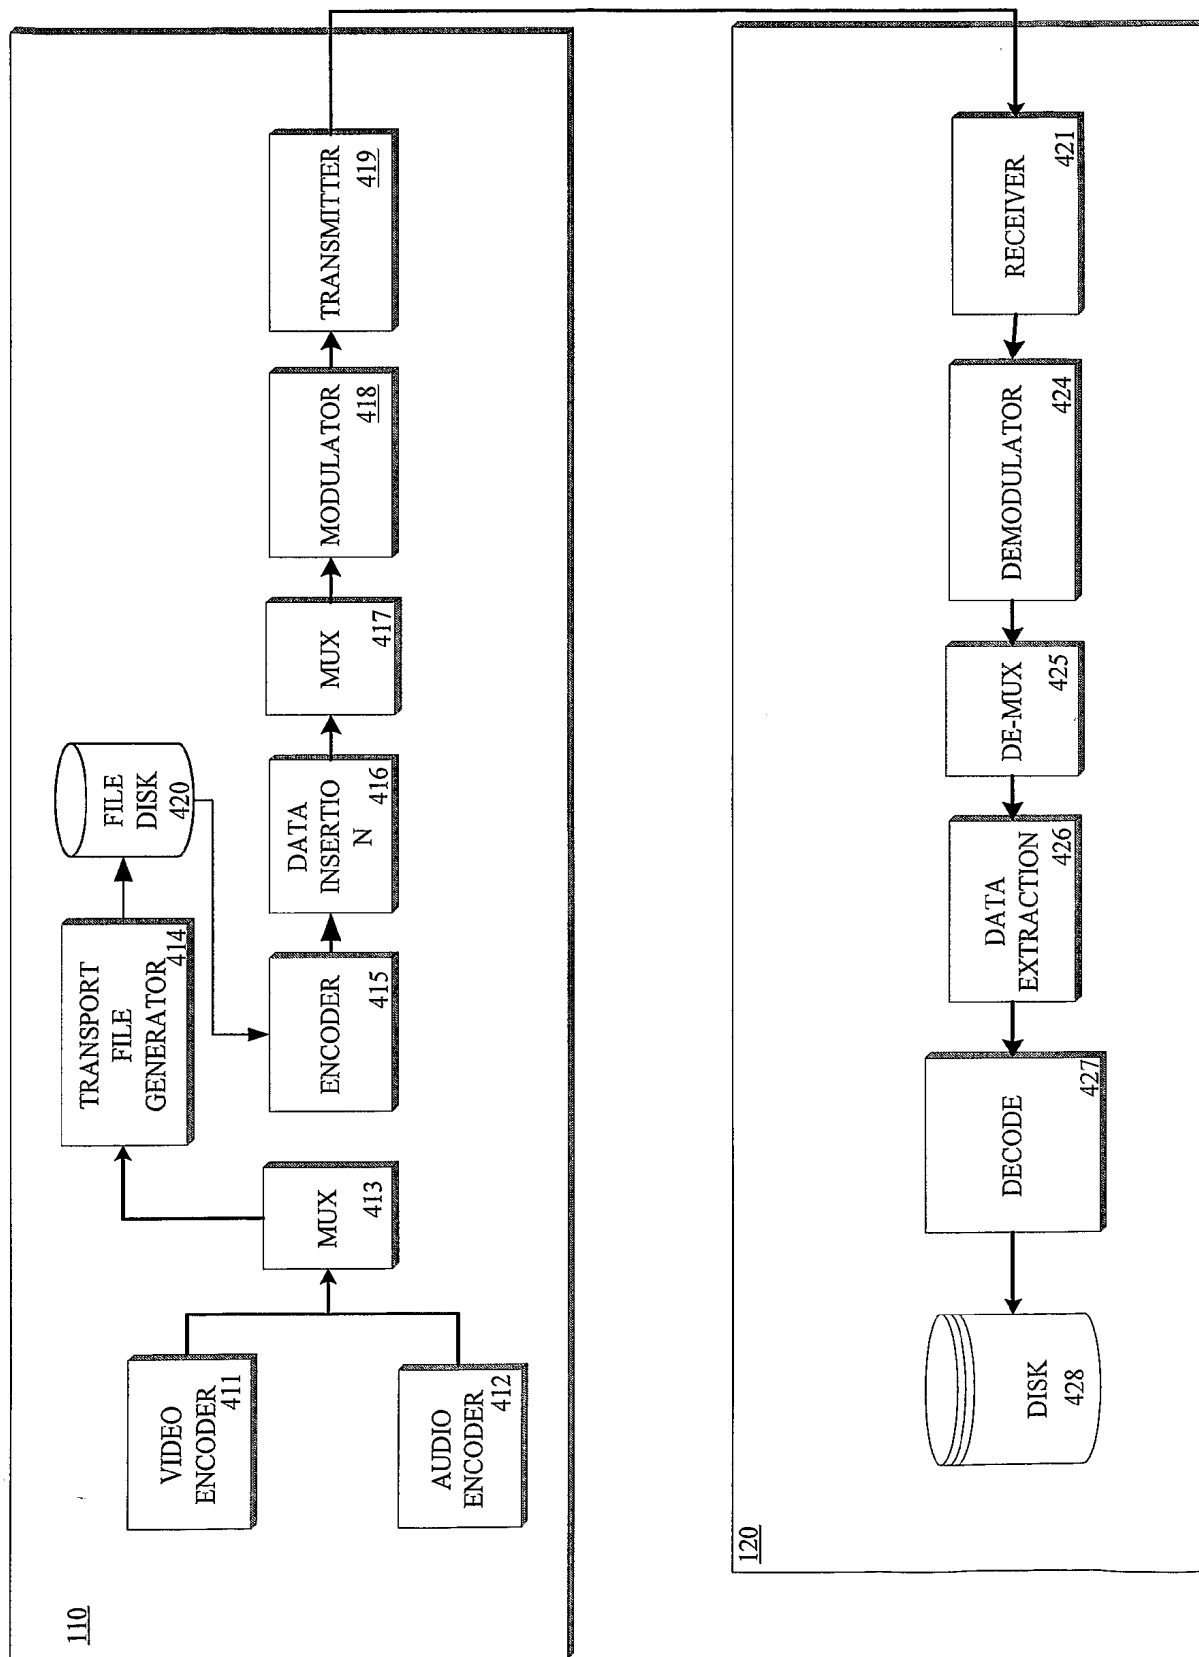 110
VIDEO
ENCODER
411
AUDIO
ENCODER
412
MUX
413
TRANSPORT
FILE
GENERATOR
414
FILE
DISK
420
ENCODER
415
DATA
INSERTIO
N
416
MUX
417
MODULATOR
418
TRANSMITTER
419
120
RECEIVER
421
DEMODULATOR
424
DE-MUX
425
DATA
EXTRACTION
426
DECODE
427
DISK
428